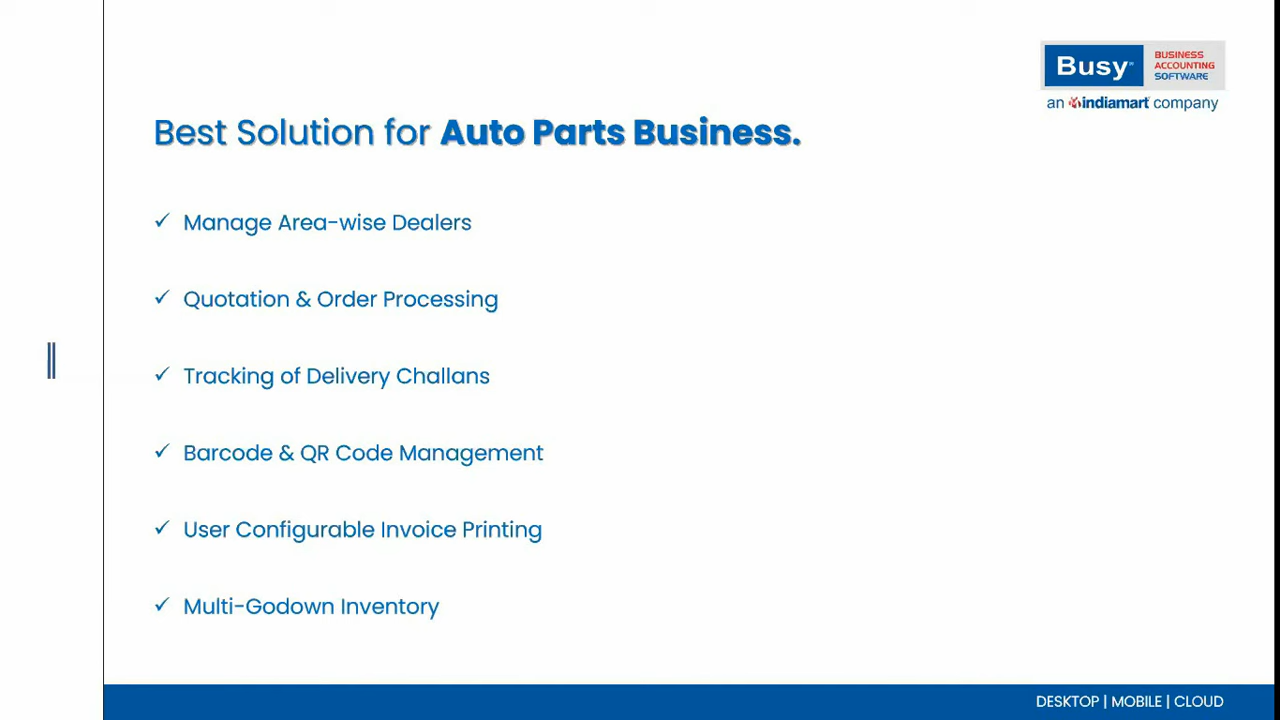 Busy
BUSINESS
ACCOUNTING
SOFTWARE
an indiamart company
Best Solution for Auto Parts Business.
✓ Manage Area-wise Dealers
✓ Quotation & Order Processing
✓ Tracking of Delivery Challans
✓ Barcode & QR Code Management
✓ User Configurable Invoice Printing
✓ Multi-Godown Inventory
DESKTOP | MOBILE | CLOUD